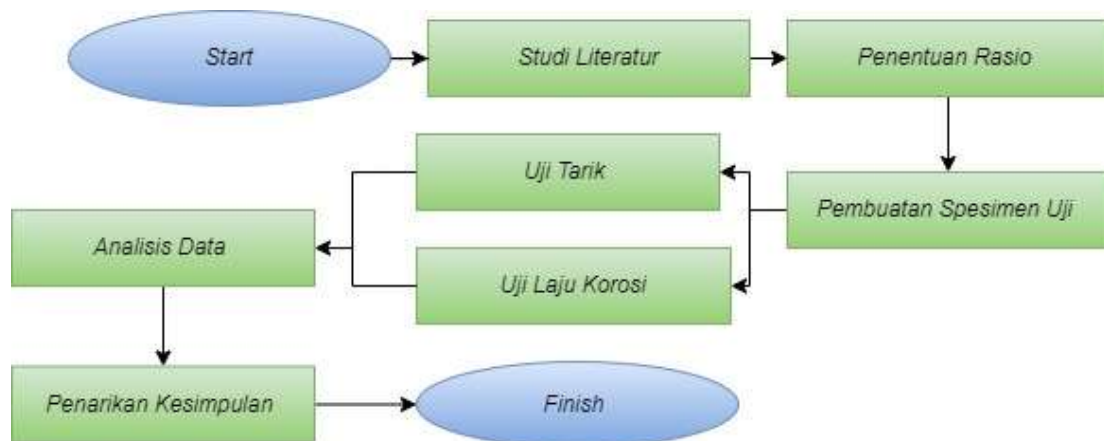 Start
Studi Literatur
Penentuan Rasio
Uji Tarik
Pembuatan Spesimen Uji
Analisis Data
Uji Laju Korosi
Penarikan Kesimpulan
Finish